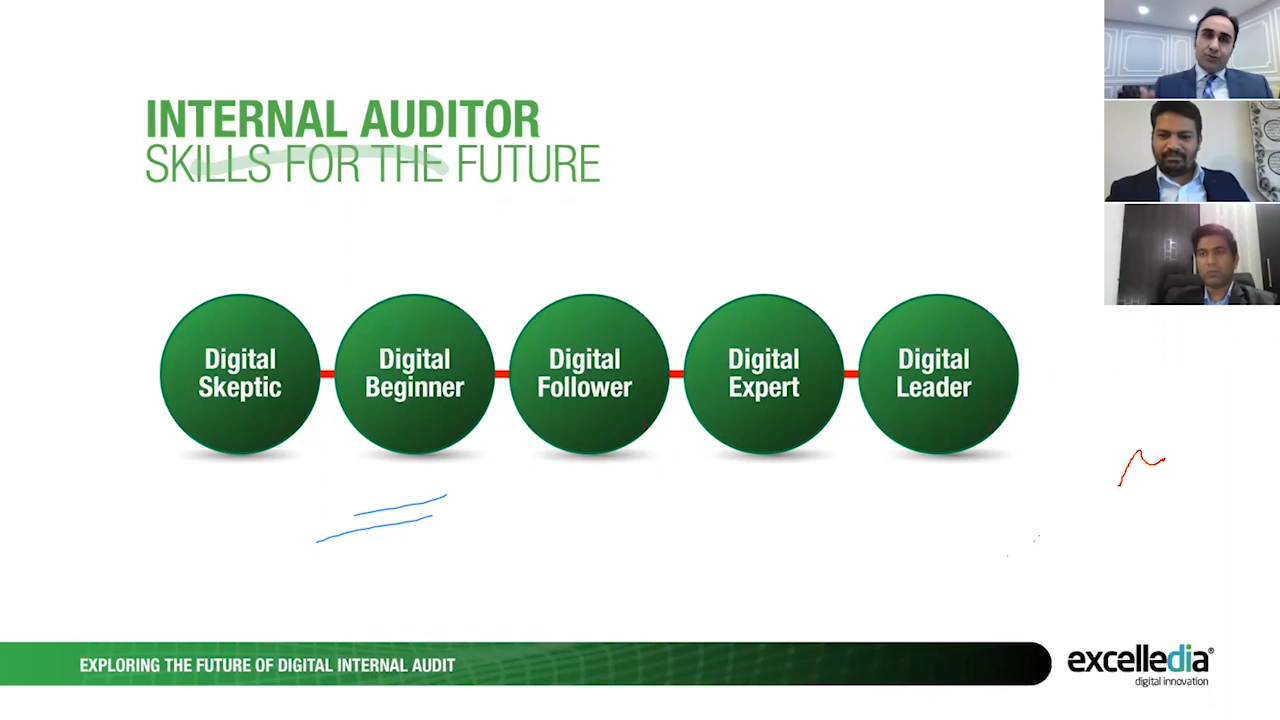 INTERNAL AUDITOR
SKILLS FOR THE FUTURE
Digital
Skeptic
Digital
Beginner
Digital
Follower
Digital
Expert
Digital
Leader
EXPLORING THE FUTURE OF DIGITAL INTERNAL AUDIT
excelledia®
digital innovation